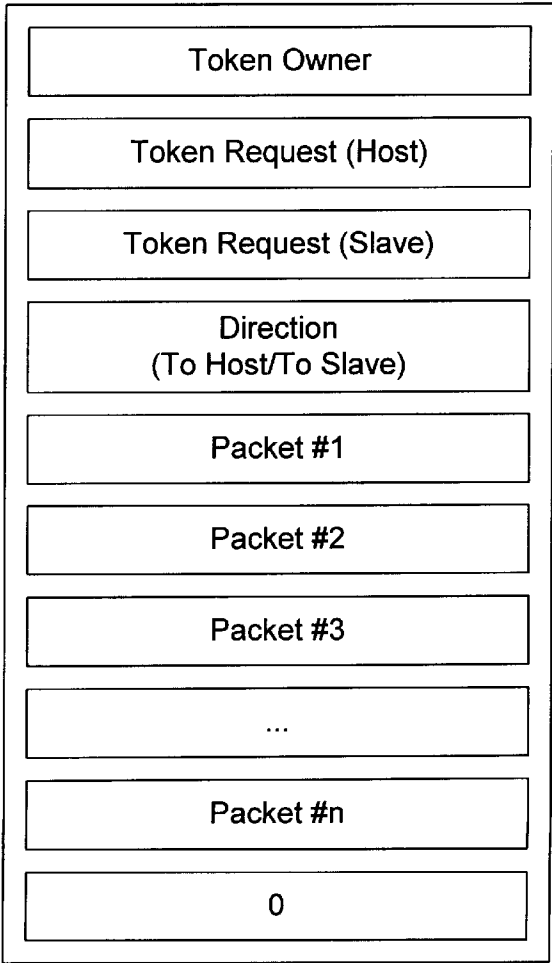 Token Owner
Token Request (Host)
Token Request (Slave)
Direction
(To Host/To Slave)
Packet #1
Packet #2
Packet #3
...
Packet #n
0